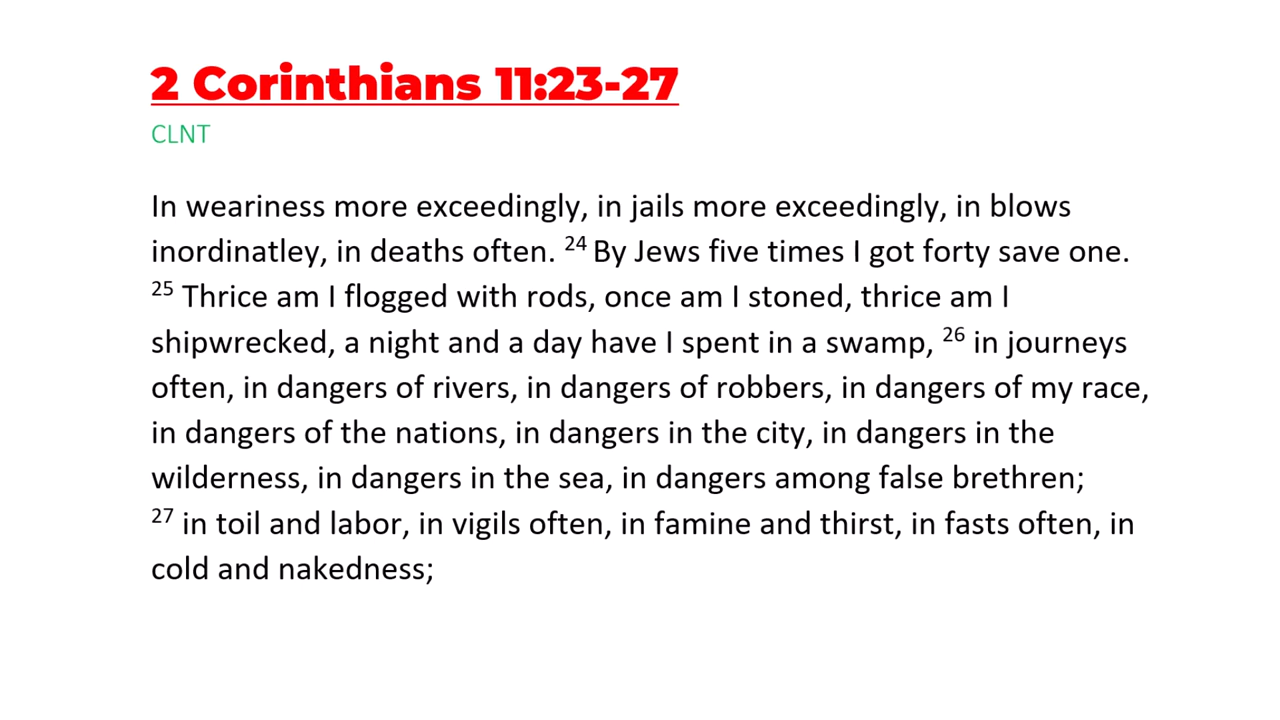 2 Corinthians 11:23-27
CLNT
In weariness more exceedingly, in jails more exceedingly, in blows
inordinatley, in deaths often. 24 By Jews five times I got forty save one.
25 Thrice am I flogged with rods, once am I stoned, thrice am I
shipwrecked, a night and a day have I spent in a swamp, 26 in journeys
often, in dangers of rivers, in dangers of robbers, in dangers of my race,
in dangers of the nations, in dangers in the city, in dangers in the
wilderness, in dangers in the sea, in dangers among false brethren;
27 in toil and labor, in vigils often, in famine and thirst, in fasts often, in
cold and nakedness;